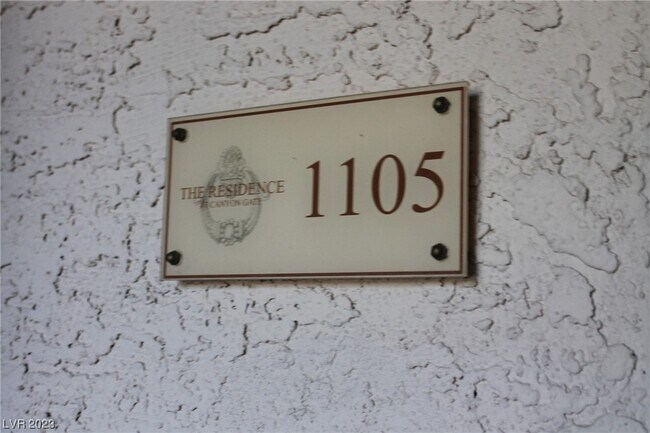 THE RESIDENCE
AT CANYON GATE
1105
LVR 2023